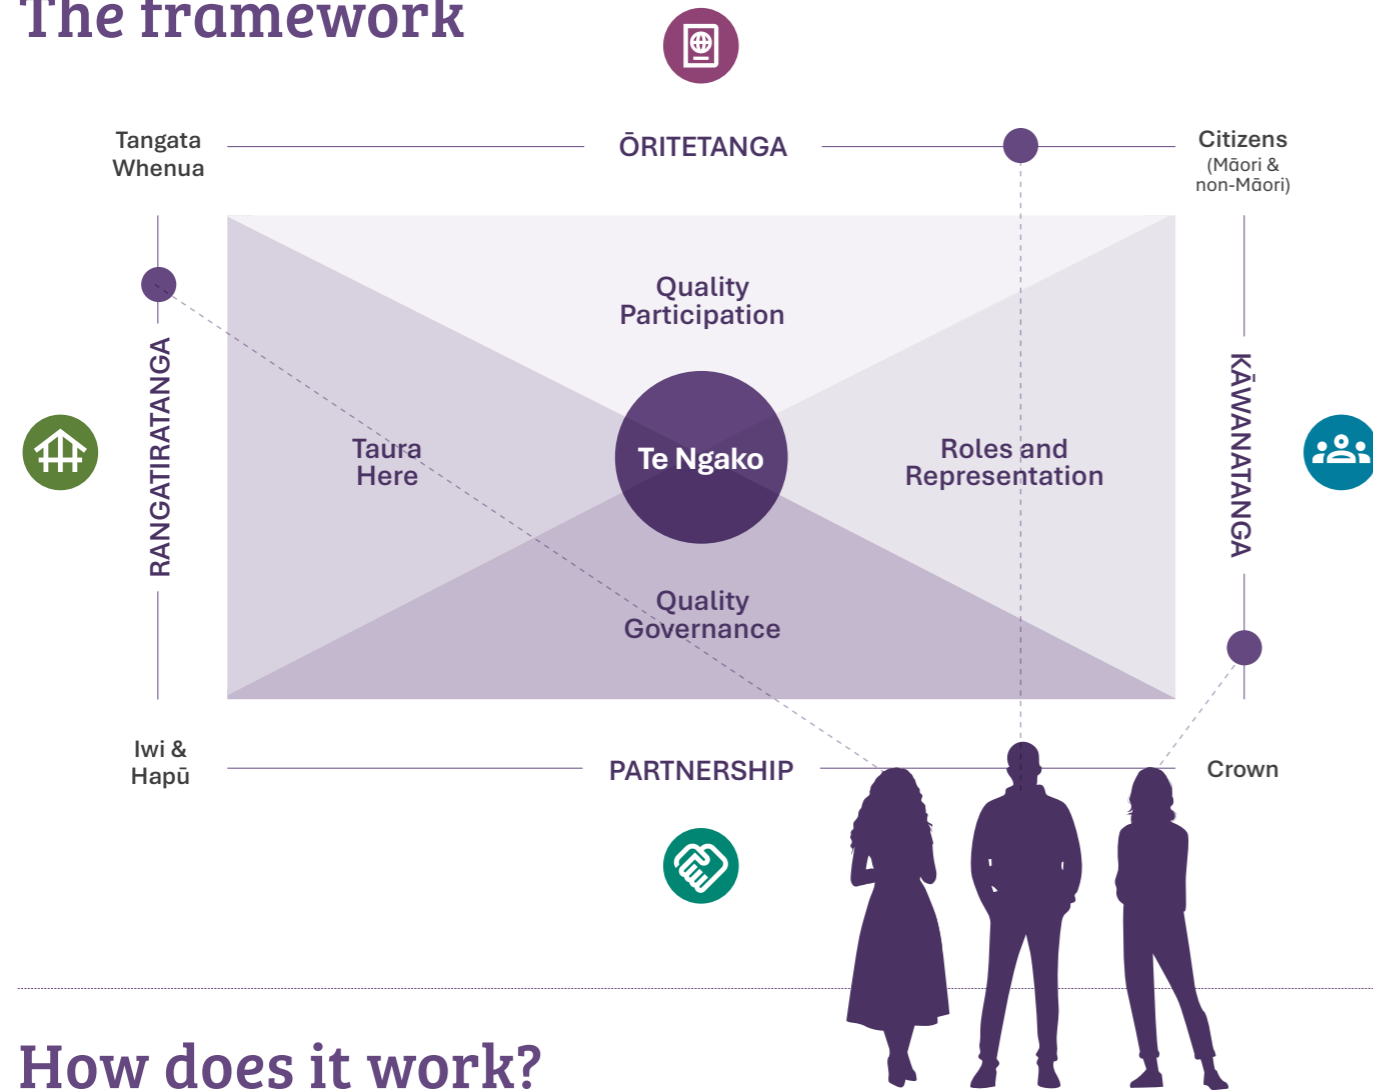 The framework
Tangata
Whenua
ŌRITETANGA
Citizens
(Māori &
non-Māori)
Quality
Participation
RANGATIRATANGA
Taura
Here
Te Ngako
Roles and
Representation
KĀWANATANGA
Quality
Governance
Iwi &
Hapū
PARTNERSHIP
Crown
How does it work?